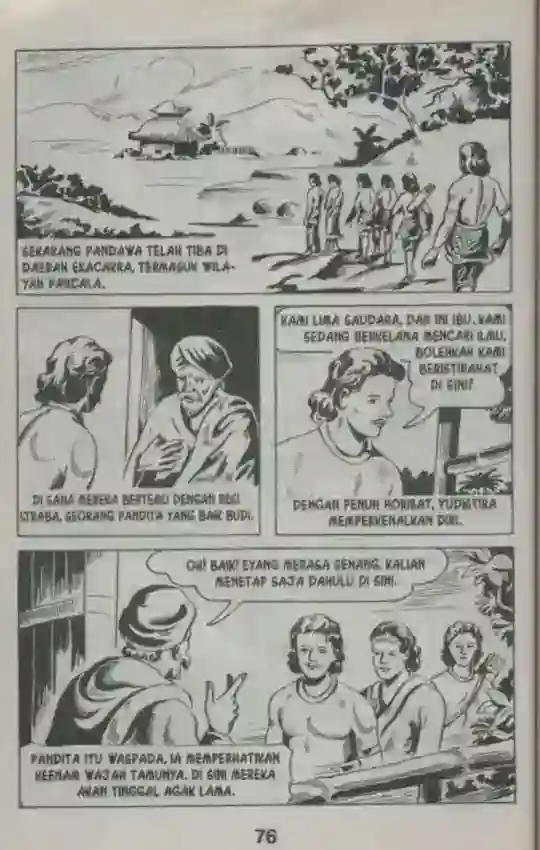 SEKARANG PANDAWA TELAH TIBA DI
DAERAH EKACAKRA, TERMASUK WILA-
YAH PANCALA.
DI SANA MEREKA BERTEMU DENGAN RESI
ITRABA, SEORANG PANDITA YANG BAIK BUDI.
KAMI LIMA SAUDARA, DAN INI IBU. KAMI
SEDANG BERKELANA MENCARI ILMU,
BOLEHKAH KAMI
BERISTIRAHAT
DI SINI?
DENGAN PENUH HORMAT, YUDISTIRA
MEMPERKENALKAN DIRI.
OH! BAIK! EYANG MERASA SENANG. KALIAN
MENETAP SAJA DAHULU DI SINI.
PANDITA ITU WASPADA. IA MEMPERHATIKAN
KEENAM WAJAH TAMUNYA. DI SINI MEREKA
AKAN TINGGAL AGAK LAMA.
76